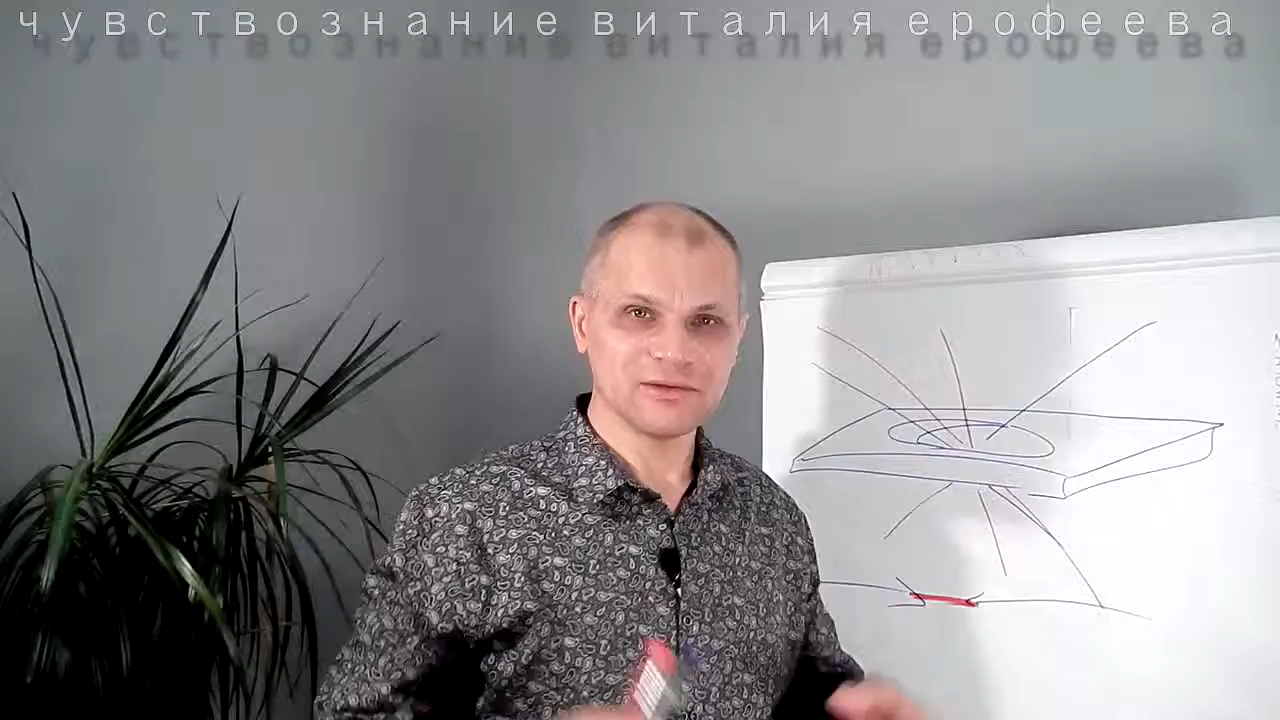 чувствознание виталия ерофеева